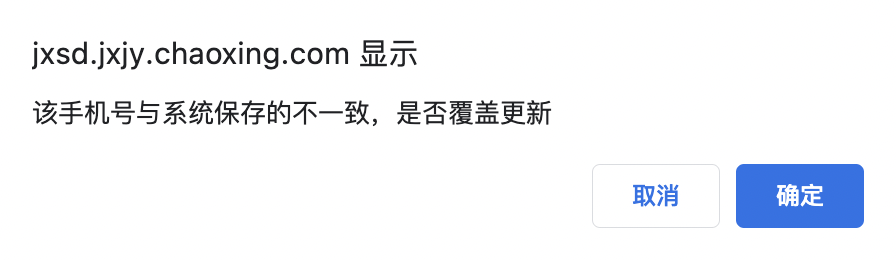 jxsd.jxjy.chaoxing.com 显示
该手机号与系统保存的不一致，是否覆盖更新
取消
确定